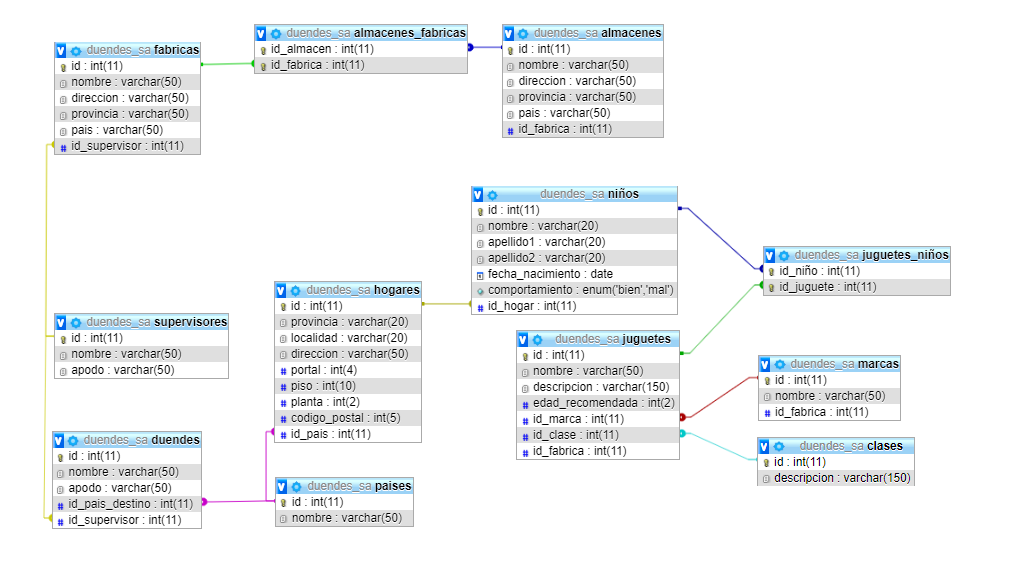 duendes_sa fabricas
id : int(11)
nombre : varchar(50)
direccion : varchar(50)
provincia : varchar(50)
pais : varchar(50)
id_supervisor : int(11)
duendes_sa almacenes_fabricas
id_almacen : int(11)
id_fabrica : int(11)
duendes_sa almacenes
id : int(11)
nombre : varchar(50)
direccion : varchar(50)
provincia : varchar(50)
pais : varchar(50)
id_fabrica : int(11)
duendes_sa niños
id : int(11)
nombre : varchar(20)
apellido1 : varchar(20)
apellido2 : varchar(20)
fecha_nacimiento : date
comportamiento : enum('bien','mal')
id_hogar : int(11)
duendes_sa juguetes_niños
id_niño : int(11)
id_juguete : int(11)
duendes_sa hogares
id : int(11)
provincia : varchar(20)
localidad : varchar(20)
direccion : varchar(50)
portal : int(4)
piso : int(10)
planta : int(2)
codigo_postal : int(5)
id_pais : int(11)
duendes_sa supervisores
id : int(11)
nombre : varchar(50)
apodo : varchar(50)
duendes_sa juguetes
id : int(11)
nombre : varchar(50)
descripcion : varchar(150)
edad_recomendada : int(2)
id_marca : int(11)
id_clase : int(11)
id_fabrica : int(11)
duendes_sa marcas
id : int(11)
nombre : varchar(50)
id_fabrica : int(11)
duendes_sa duendes
id : int(11)
nombre : varchar(50)
apodo : varchar(50)
id_pais_destino : int(11)
id_supervisor : int(11)
duendes_sa paises
id : int(11)
nombre : varchar(50)
duendes_sa clases
id : int(11)
descripcion : varchar(150)